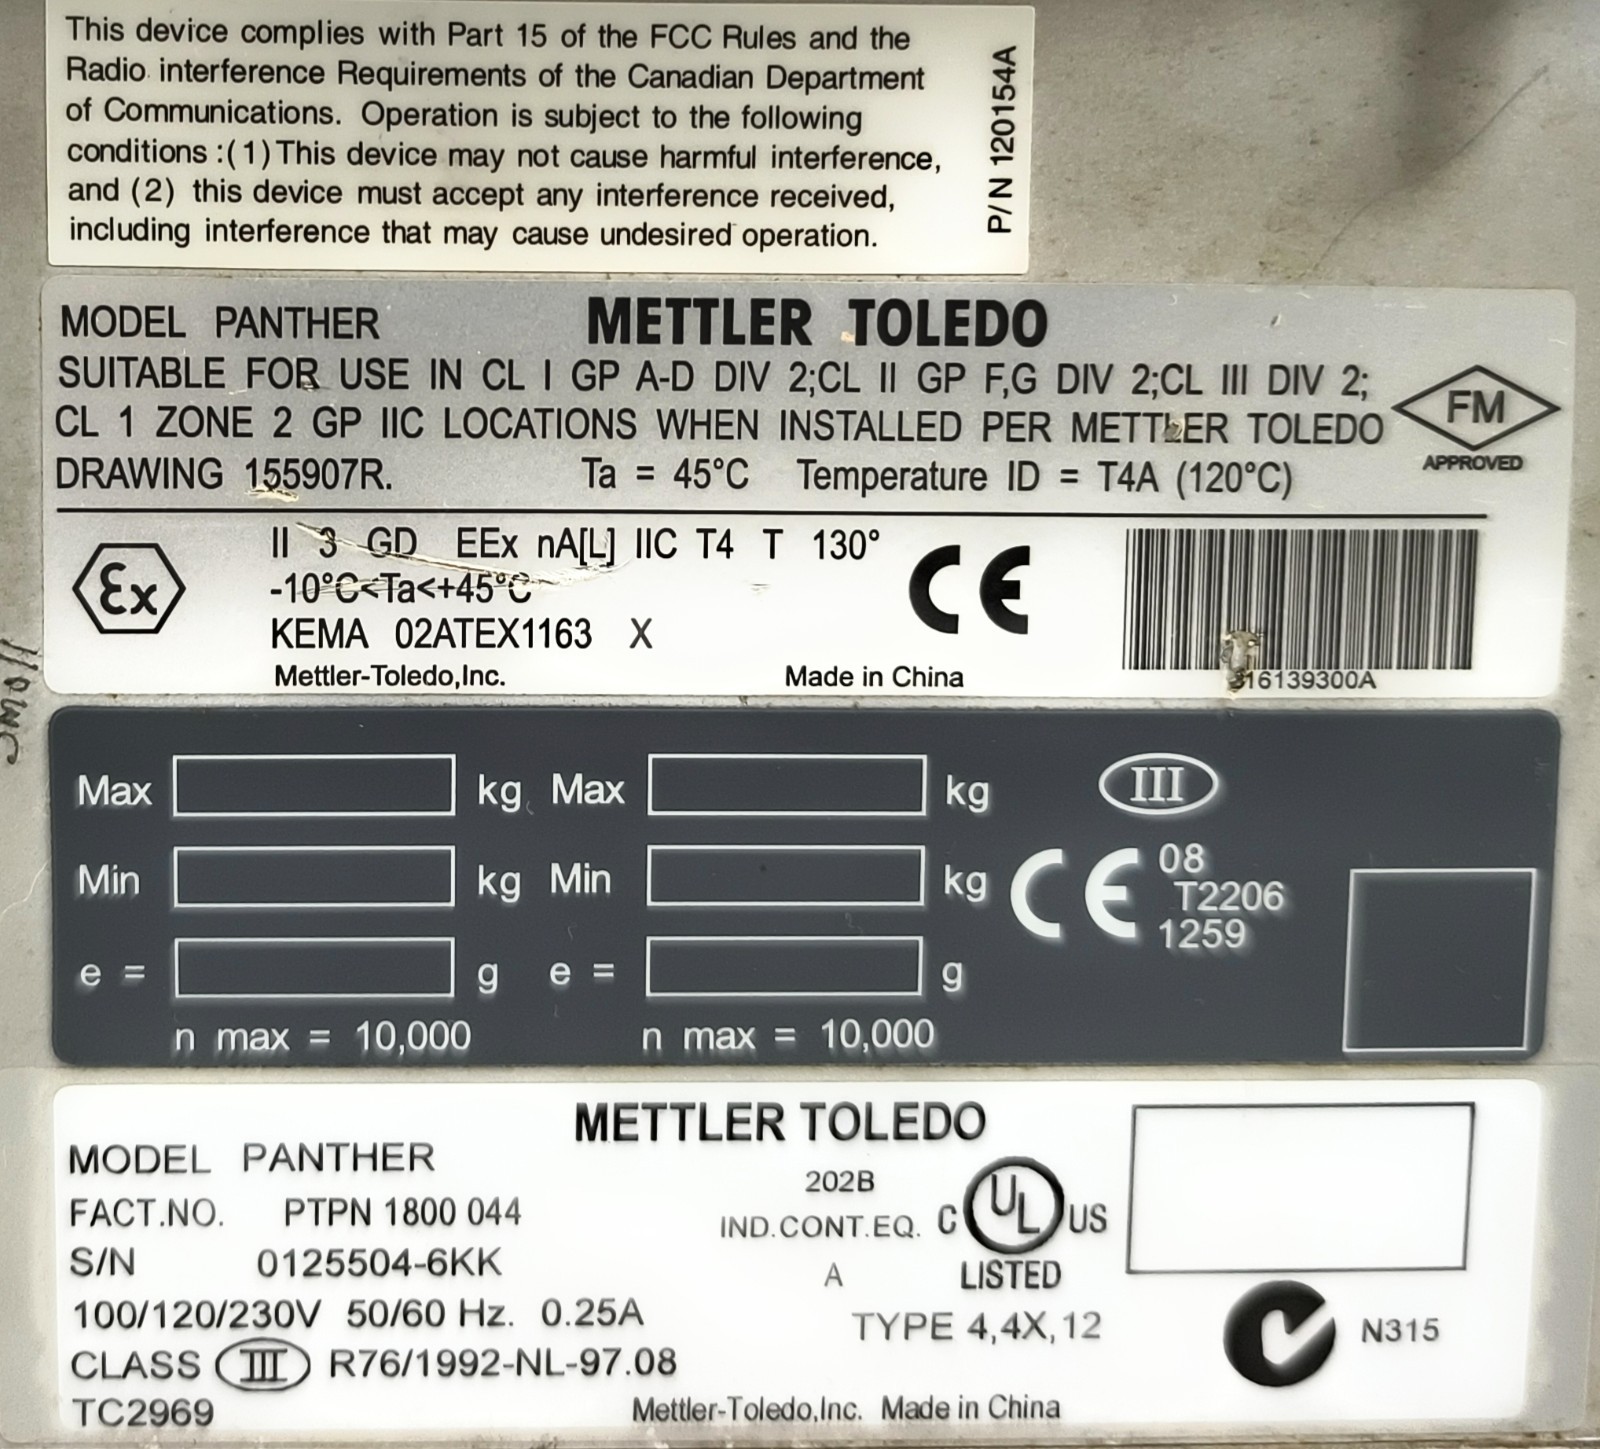 This device complies with Part 15 of the FCC Rules and the
Radio interference Requirements of the Canadian Department
of Communications. Operation is subject to the following
conditions :(1) This device may not cause harmful interference,
and (2) this device must accept any interference received,
including interference that may cause undesired operation.
P/N 120154A
MODEL PANTHER METTLER TOLEDO
SUITABLE FOR USE IN CL I GP A-D DIV 2;CL II GP F,G DIV 2;CL III DIV 2;
CL 1 ZONE 2 GP IIC LOCATIONS WHEN INSTALLED PER METTLER TOLEDO
DRAWING 155907R. Ta = 45°C Temperature ID = T4A (120°C)
FM
APPROVED
Ex
II 3 GD EEx nA[L] IIC T4 T 130°
-10°C<Ta<+45°C
KEMA 02ATEX1163 X
Mettler-Toledo,Inc. Made in China
CE
316139300A
Max kg Max kg
III
Min kg Min kg
CE 08
T2206
1259
e = g e = g
n max = 10,000 n max = 10,000
METTLER TOLEDO
MODEL PANTHER
FACT.NO. PTPN 1800 044
S/N 0125504-6KK
100/120/230V 50/60 Hz. 0.25A
CLASS III R76/1992-NL-97.08
TC2969
202B
IND.CONT.EQ. C UL US
A LISTED
TYPE 4,4X,12
N315
Mettler-Toledo,Inc. Made in China